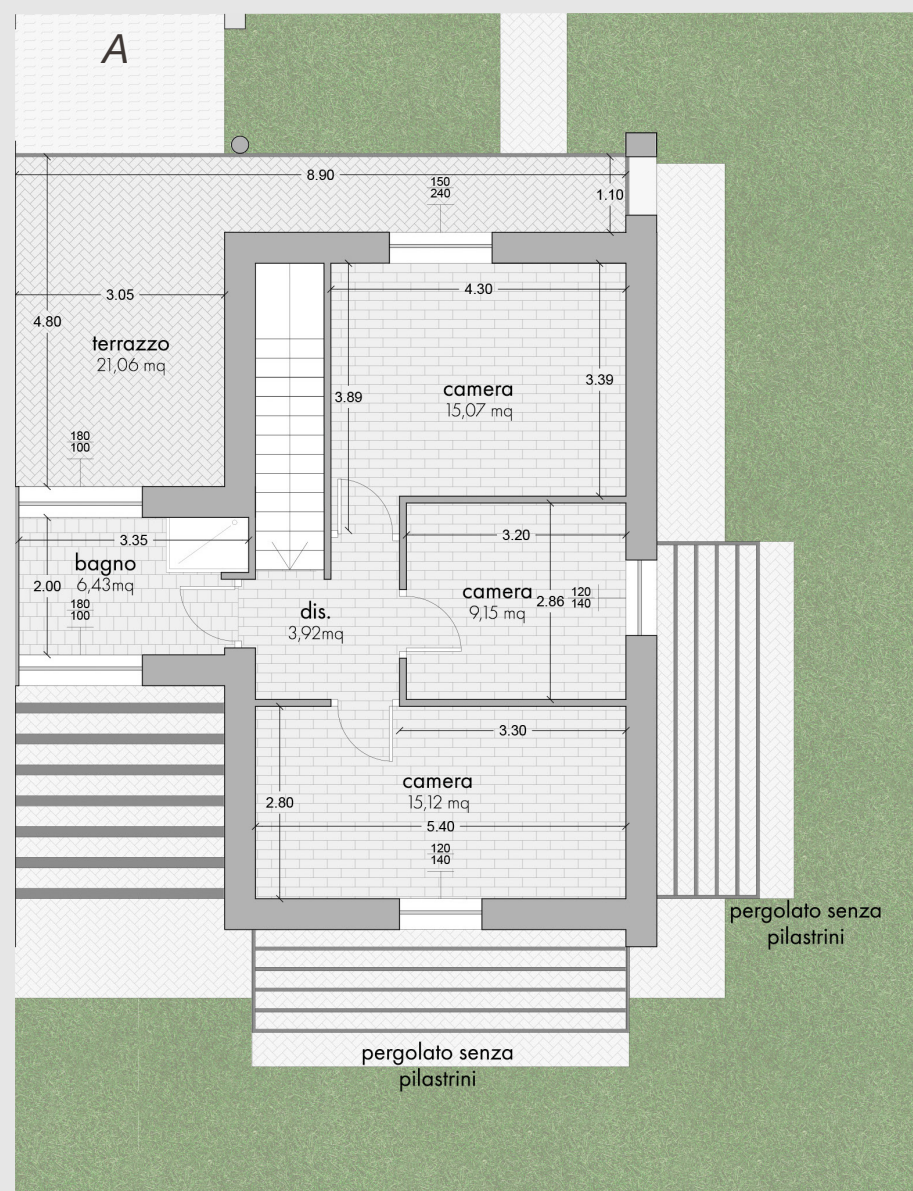 A
8.90
150
240
1.10
3.05
4.30
4.80
terrazzo
21,06 mq
3.89
3.39
camera
15,07 mq
180
100
3.35
3.20
bagno
6,43mq
2.00
180
100
dis.
3,92mq
camera
9,15 mq
2.86
120
140
3.30
camera
15,12 mq
2.80
5.40
120
140
pergolato senza
pilastrini
pergolato senza
pilastrini